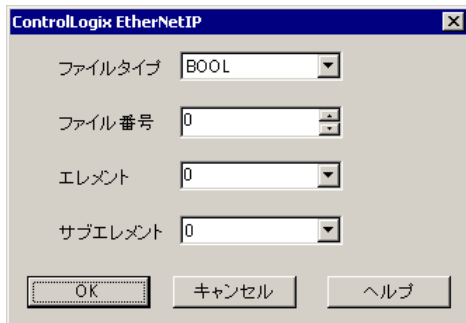 ControlLogix EtherNetIP
ファイルタイプ BOOL
ファイル番号 0
エレメント 0
サブエレメント 0
OK キャンセル ヘルプ